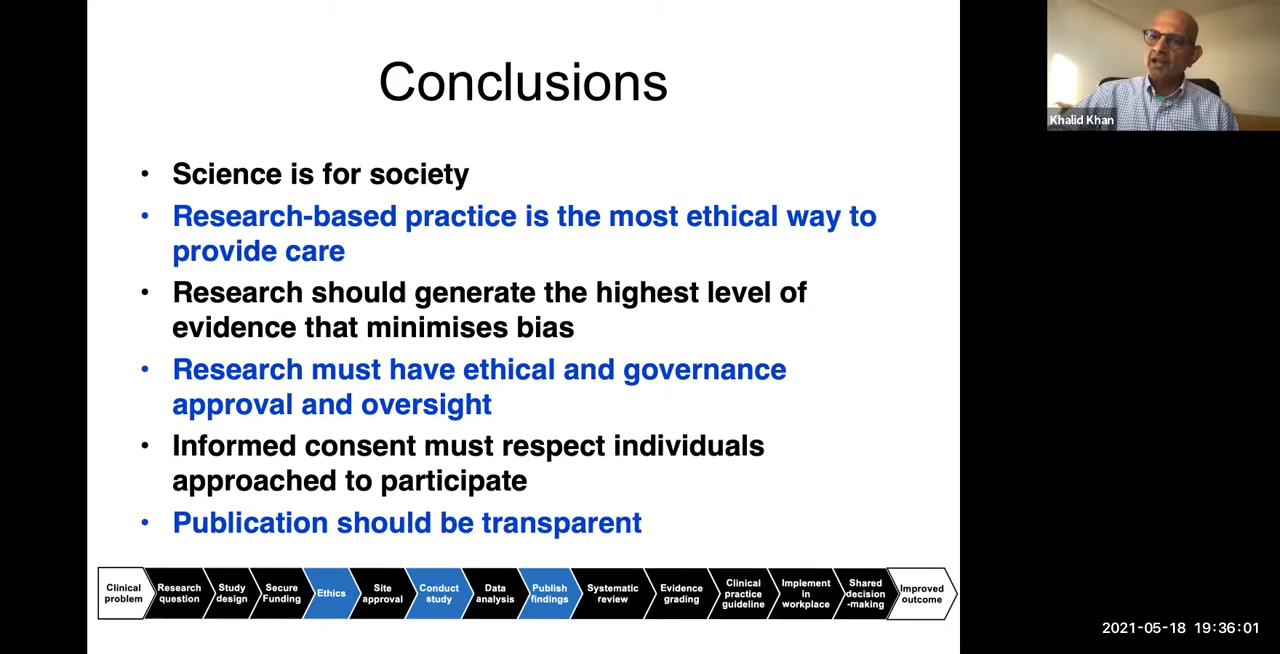 Conclusions
• Science is for society
• Research-based practice is the most ethical way to
provide care
• Research should generate the highest level of
evidence that minimises bias
• Research must have ethical and governance
approval and oversight
• Informed consent must respect individuals
approached to participate
• Publication should be transparent
Clinical
problem
Research
question
Study
design
Secure
Funding
Ethics
Site
approval
Conduct
study
Data
analysis
Publish
findings
Systematic
review
Evidence
grading
Clinical
practice
guideline
Implement
in
workplace
Shared
decision
-making
Improved
outcome
Khalid Khan
2021-05-18 19:36:01